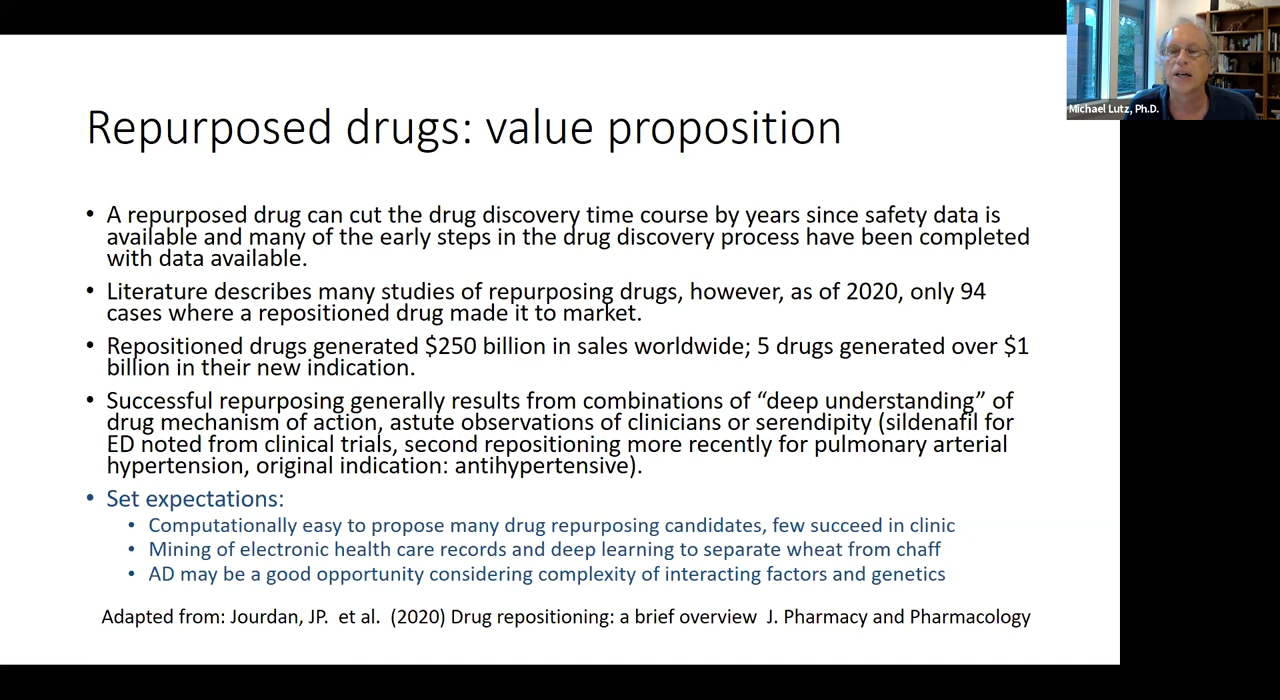 Michael Lutz, Ph.D.
Repurposed drugs: value proposition
• A repurposed drug can cut the drug discovery time course by years since safety data is
available and many of the early steps in the drug discovery process have been completed
with data available.
• Literature describes many studies of repurposing drugs, however, as of 2020, only 94
cases where a repositioned drug made it to market.
• Repositioned drugs generated $250 billion in sales worldwide; 5 drugs generated over $1
billion in their new indication.
• Successful repurposing generally results from combinations of “deep understanding” of
drug mechanism of action, astute observations of clinicians or serendipity (sildenafil for
ED noted from clinical trials, second repositioning more recently for pulmonary arterial
hypertension, original indication: antihypertensive).
• Set expectations:
• Computationally easy to propose many drug repurposing candidates, few succeed in clinic
• Mining of electronic health care records and deep learning to separate wheat from chaff
• AD may be a good opportunity considering complexity of interacting factors and genetics
Adapted from: Jourdan, JP. et al. (2020) Drug repositioning: a brief overview J. Pharmacy and Pharmacology